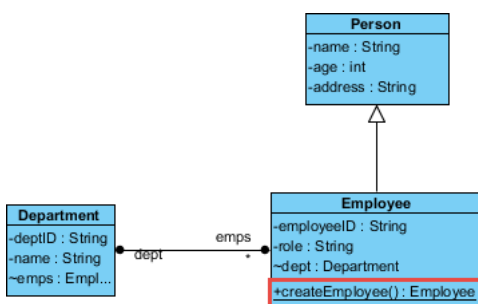 Person
-name : String
-age : int
-address : String
Department
-deptID : String
-name : String
~emps : Empl...
dept
emps
*
Employee
-employeeID : String
-role : String
~dept : Department
+createEmployee() : Employee